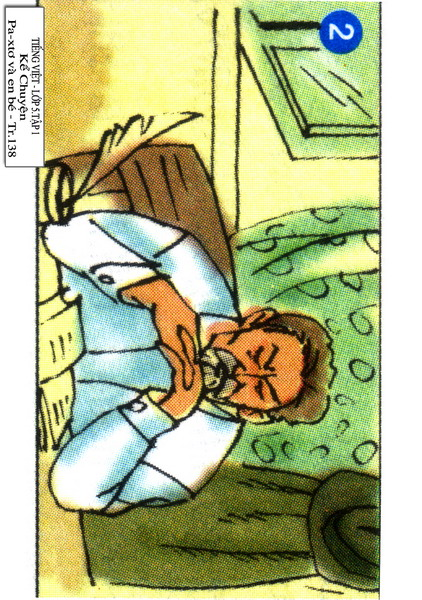 TIẾNG VIỆT - LỚP 5.TẬP 1
Kể Chuyện
Pa-xtơ và em bé - Tr.138
2